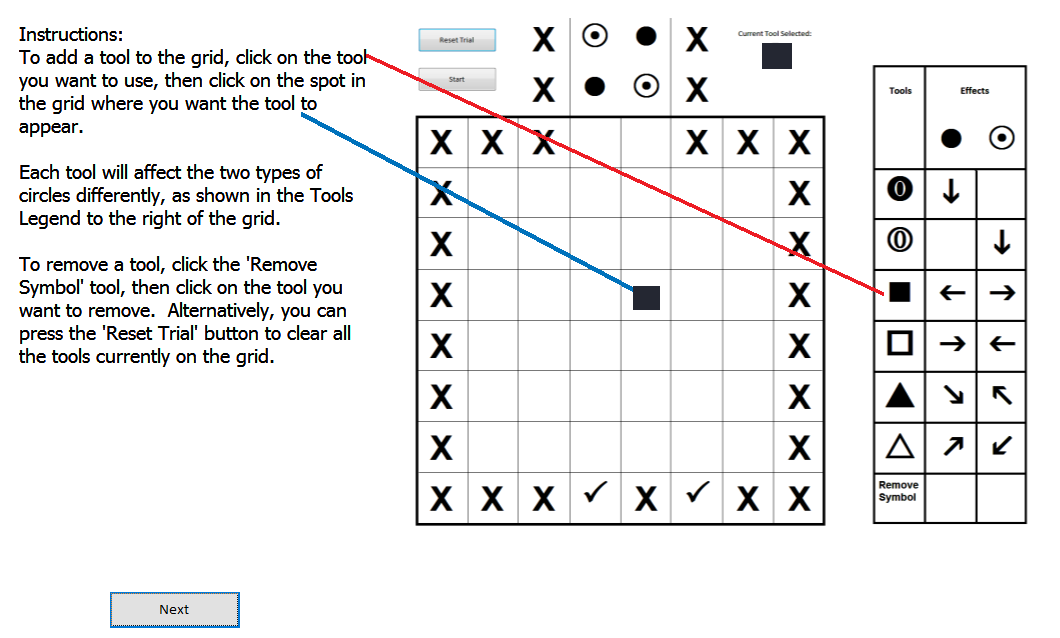 Instructions:
To add a tool to the grid, click on the tool
you want to use, then click on the spot in
the grid where you want the tool to
appear.
Each tool will affect the two types of
circles differently, as shown in the Tools
Legend to the right of the grid.
To remove a tool, click the 'Remove
Symbol' tool, then click on the tool you
want to remove.  Alternatively, you can
press the 'Reset Trial' button to clear all
the tools currently on the grid.
Next
Reset Trial
Start
X X
X X
Current Tool Selected:
X X X X X X
X X
X X
X X
X X
X X
X X
X X X ✓ X ✓ X X
Tools Effects
Remove
Symbol